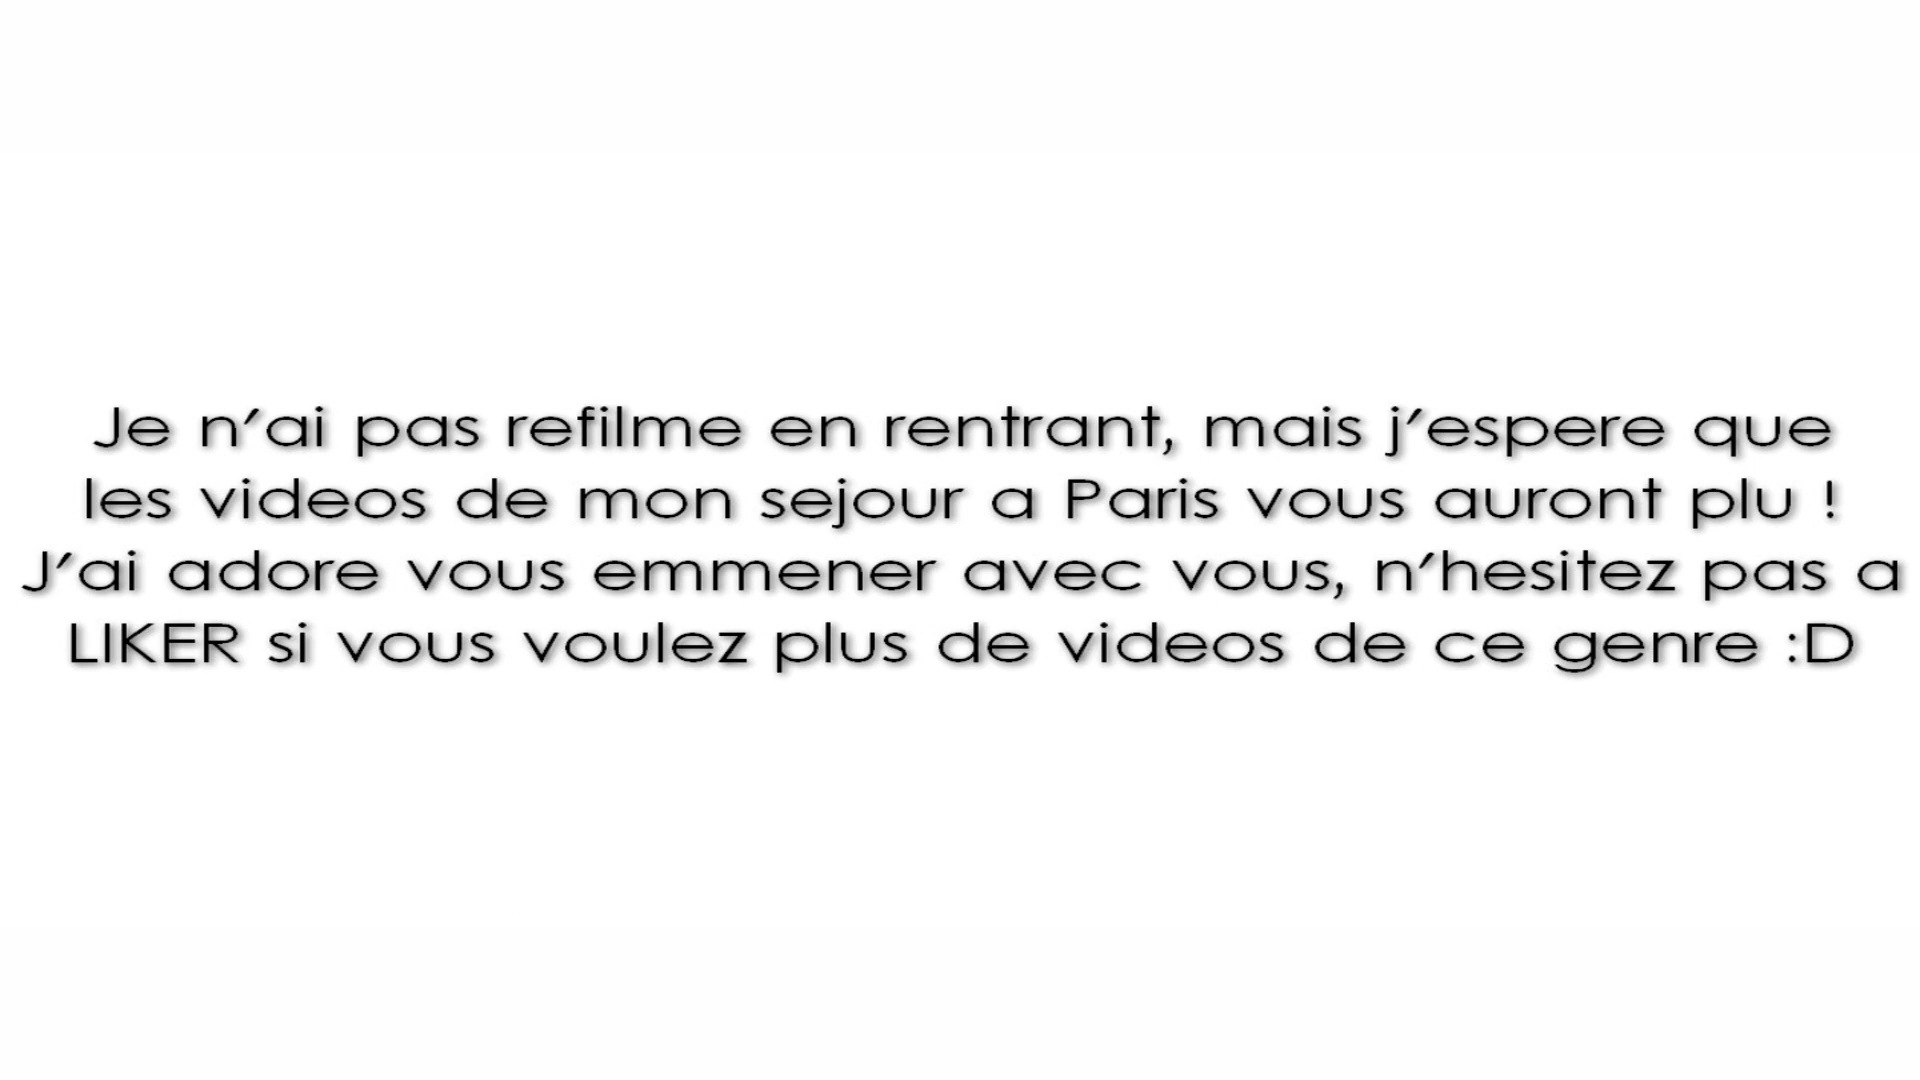 Je n'ai pas refilme en rentrant, mais j'espere que
les videos de mon sejour a Paris vous auront plu !
J'ai adore vous emmener avec vous, n'hesitez pas a
LIKER si vous voulez plus de videos de ce genre :D